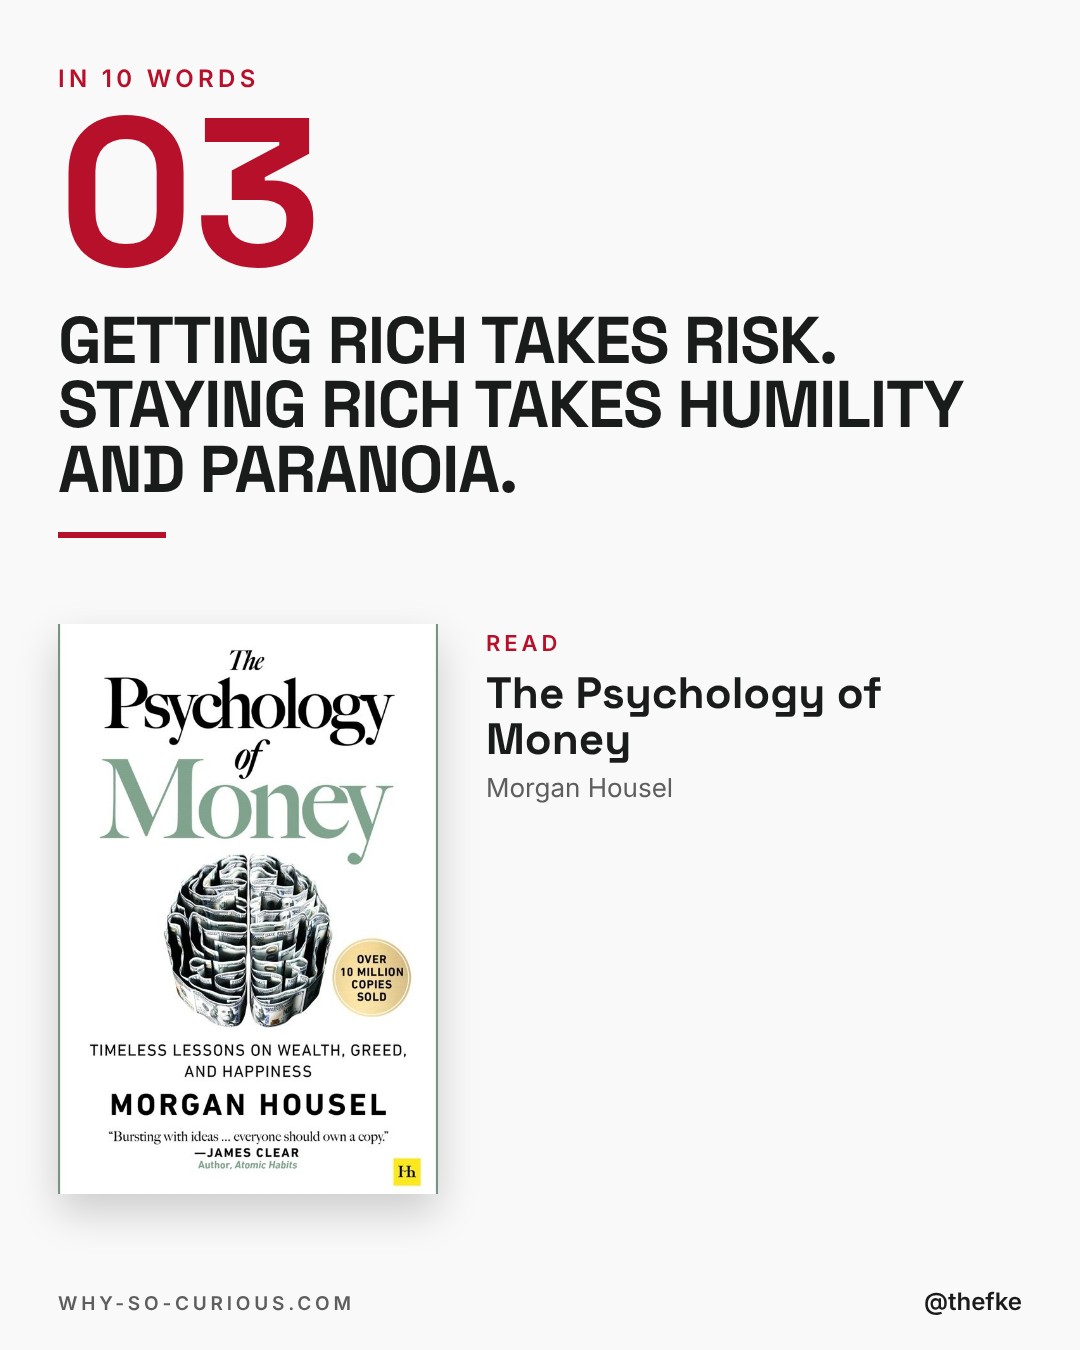 IN 10 WORDS
03
GETTING RICH TAKES RISK.
STAYING RICH TAKES HUMILITY
AND PARANOIA.
The
Psychology
of
Money
OVER
10 MILLION
COPIES
SOLD
TIMELESS LESSONS ON WEALTH, GREED,
AND HAPPINESS
MORGAN HOUSEL
“Bursting with ideas ... everyone should own a copy.”
—JAMES CLEAR
Author, Atomic Habits
Hh
READ
The Psychology of
Money
Morgan Housel
WHY-SO-CURIOUS.COM
@thefke